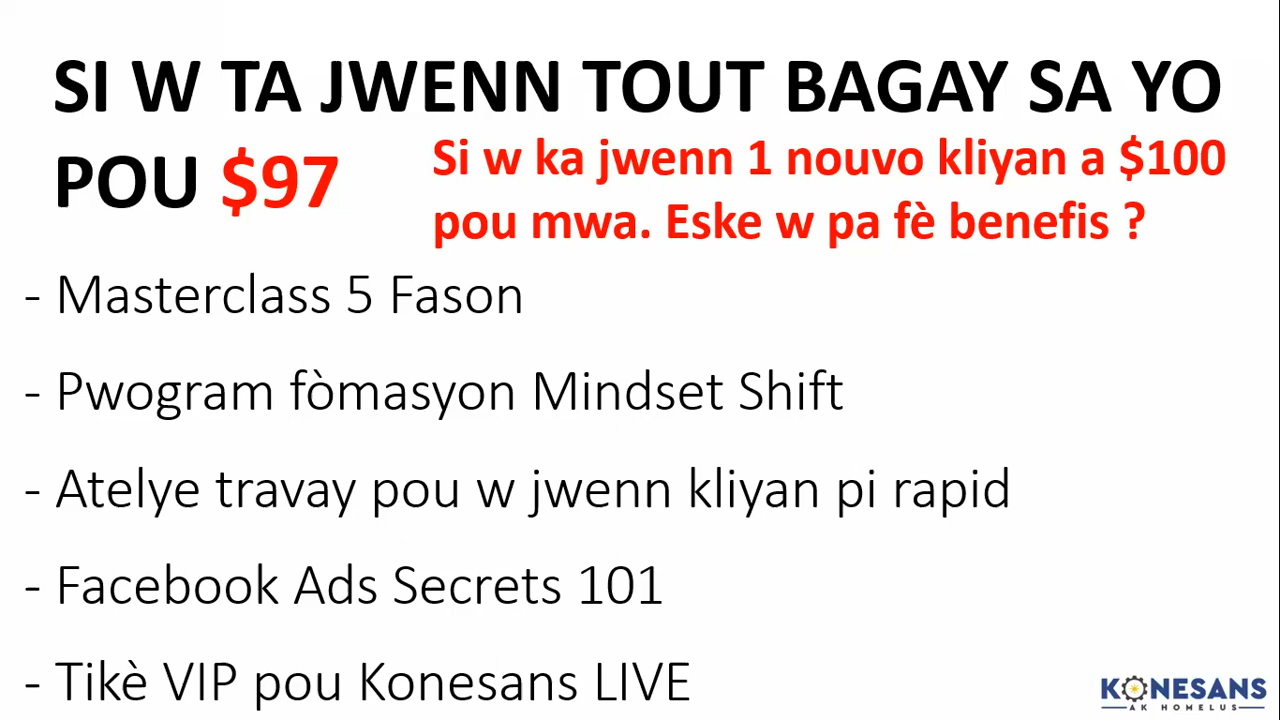 SI W TA JWENN TOUT BAGAY SA YO
POU $97
Si w ka jwenn 1 nouvo kliyan a $100
pou mwa. Eske w pa fè benefis ?
- Masterclass 5 Fason
- Pwogram fòmasyon Mindset Shift
- Atelye travay pou w jwenn kliyan pi rapid
- Facebook Ads Secrets 101
- Tikè VIP pou Konesans LIVE
KONESANS
AK HOMELUS